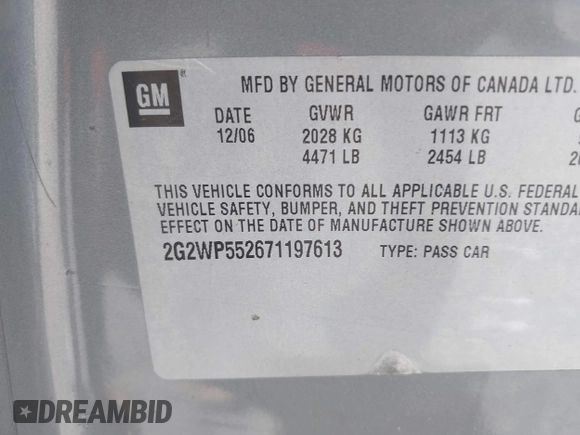 GM ®
MFD BY GENERAL MOTORS OF CANADA LTD.
DATE GVWR GAWR FRT
12/06 2028 KG 1113 KG
4471 LB 2454 LB
THIS VEHICLE CONFORMS TO ALL APPLICABLE U.S. FEDERAL
VEHICLE SAFETY, BUMPER, AND THEFT PREVENTION
EFFECT ON THE DATE OF MANUFACTURE SHOWN ABOVE.
2G2WP552671197613 TYPE: PASS CAR
DREAMBID